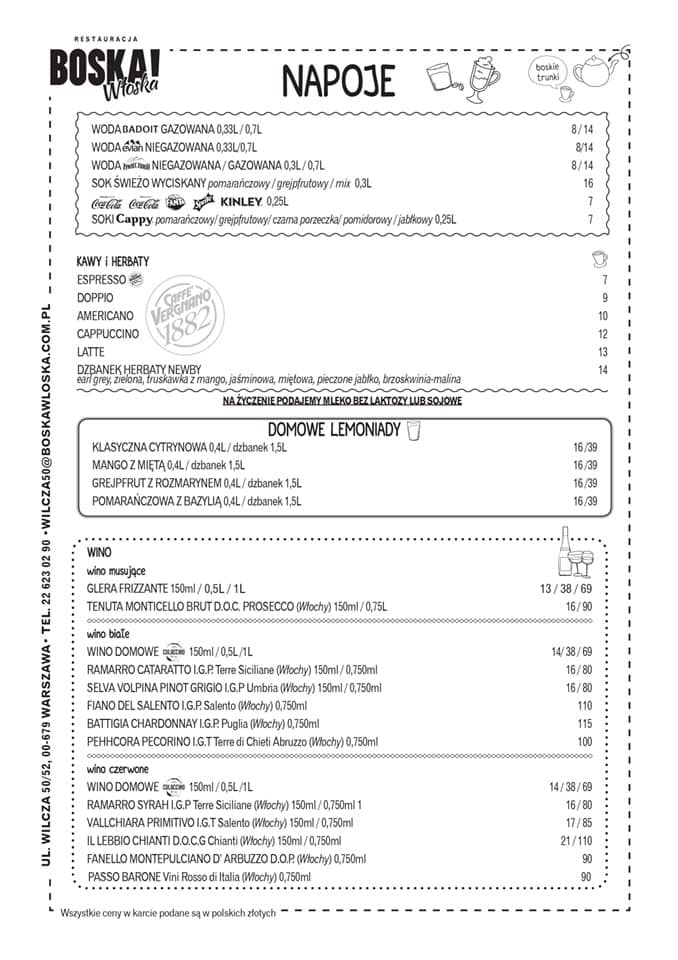 RESTAURACJA
BOSKA!
Włoska
NAPOJE
boskie
trunki
WODA BADOIT GAZOWANA 0,33L / 0,7L 8 / 14
WODA evian NIEGAZOWANA 0,33L/0,7L 8/14
WODA NIEGAZOWANA / GAZOWANA 0,3L / 0,7L 8 / 14
SOK ŚWIEŻO WYCISKANY pomarańczowy / grejpfrutowy / mix 0,3L 16
Coca-Cola Coca-Cola FANTA Sprite KINLEY 0,25L 7
SOKI Cappy pomarańczowy/ grejpfrutowy/ czarna porzeczka/ pomidorowy / jabłkowy 0,25L 7
KAWY i HERBATY
ESPRESSO 7
DOPPIO 9
AMERICANO 10
CAPPUCCINO 12
LATTE 13
CAFFÈ
VERGNANO
1882
DZBANEK HERBATY NEWBY 14
earl grey, zielona, truskawka z mango, jaśminowa, miętowa, pieczone jabłko, brzoskwinia-malina
NA ŻYCZENIE PODAJEMY MLEKO BEZ LAKTOZY LUB SOJOWE
DOMOWE LEMONIADY
KLASYCZNA CYTRYNOWA 0,4L / dzbanek 1,5L 16 /39
MANGO Z MIĘTĄ 0,4L / dzbanek 1,5L 16 /39
GREJPFRUT Z ROZMARYNEM 0,4L / dzbanek 1,5L 16 /39
POMARAŃCZOWA Z BAZYLIĄ 0,4L / dzbanek 1,5L 16 /39
WINO
wino musujące
GLERA FRIZZANTE 150ml / 0,5L / 1L 13 / 38 / 69
TENUTA MONTICELLO BRUT D.O.C. PROSECCO (Włochy) 150ml / 0,75L 16 / 90
wino białe
WINO DOMOWE COLUCCINO 150ml / 0,5L /1L 14/ 38 / 69
RAMARRO CATARATTO I.G.P. Terre Siciliane (Włochy) 150ml / 0,750ml 16 / 80
SELVA VOLPINA PINOT GRIGIO I.G.P Umbria (Włochy) 150ml / 0,750ml 16 / 80
FIANO DEL SALENTO I.G.P. Salento (Włochy) 0,750ml 110
BATTIGIA CHARDONNAY I.G.P. Puglia (Włochy) 0,750ml 115
PEHHCORA PECORINO I.G.T Terre di Chieti Abruzzo (Włochy) 0,750ml 100
wino czerwone
WINO DOMOWE COLUCCINO 150ml / 0,5L /1L 14 / 38 / 69
RAMARRO SYRAH I.G.P Terre Siciliane (Włochy) 150ml / 0,750ml 1 16 / 80
VALLCHIARA PRIMITIVO I.G.T Salento (Włochy) 150ml / 0,750ml 17 / 85
IL LEBBIO CHIANTI D.O.C.G Chianti (Włochy) 150ml / 0,750ml 21 / 110
FANELLO MONTEPULCIANO D' ARBUZZO D.O.P. (Włochy) 0,750ml 90
PASSO BARONE Vini Rosso di Italia (Włochy) 0,750ml 90
Wszystkie ceny w karcie podane są w polskich złotych
UL. WILCZA 50/52, 00-679 WARSZAWA • TEL. 22 623 02 90 • WILCZA50@BOSKAWLOSKA.COM.PL